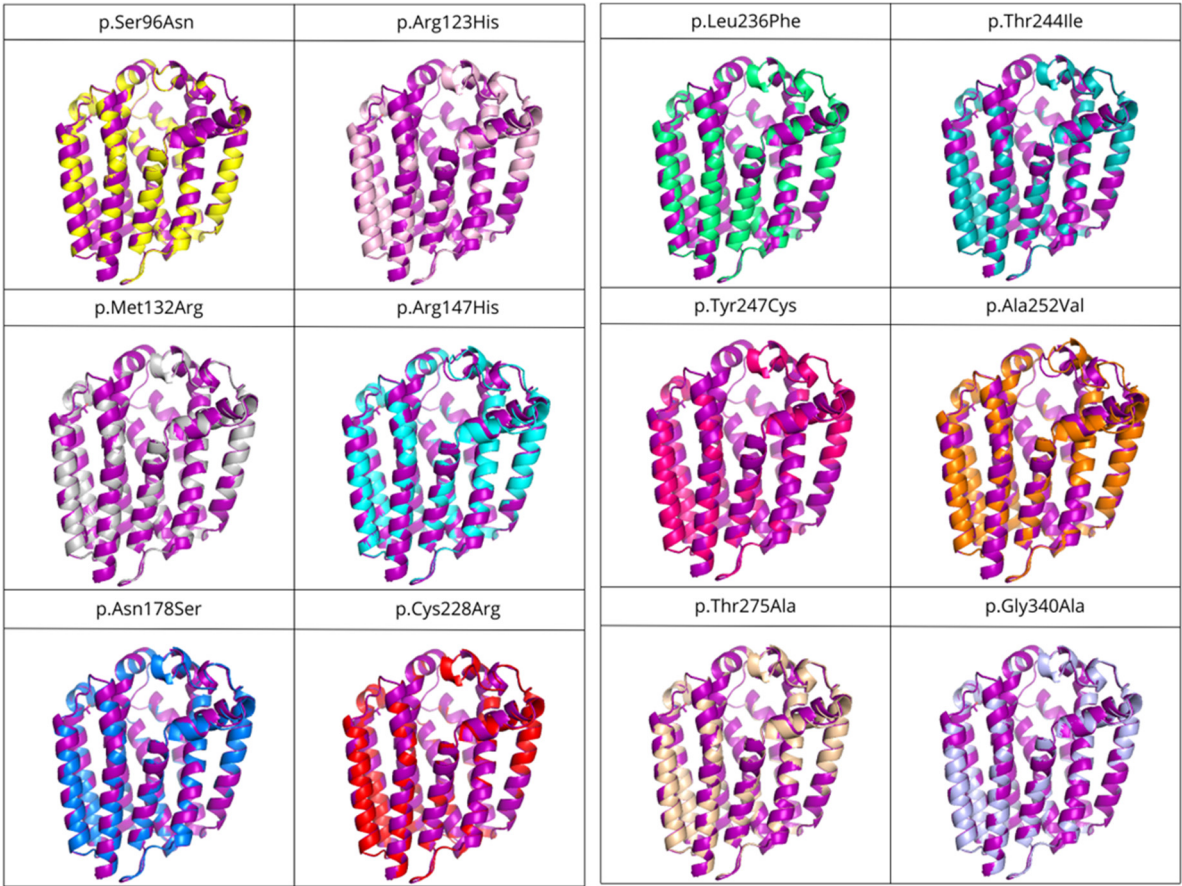 p.Ser96Asn
p.Arg123His
p.Leu236Phe
p.Thr244Ile
p.Met132Arg
p.Arg147His
p.Tyr247Cys
p.Ala252Val
p.Asn178Ser
p.Cys228Arg
p.Thr275Ala
p.Gly340Ala